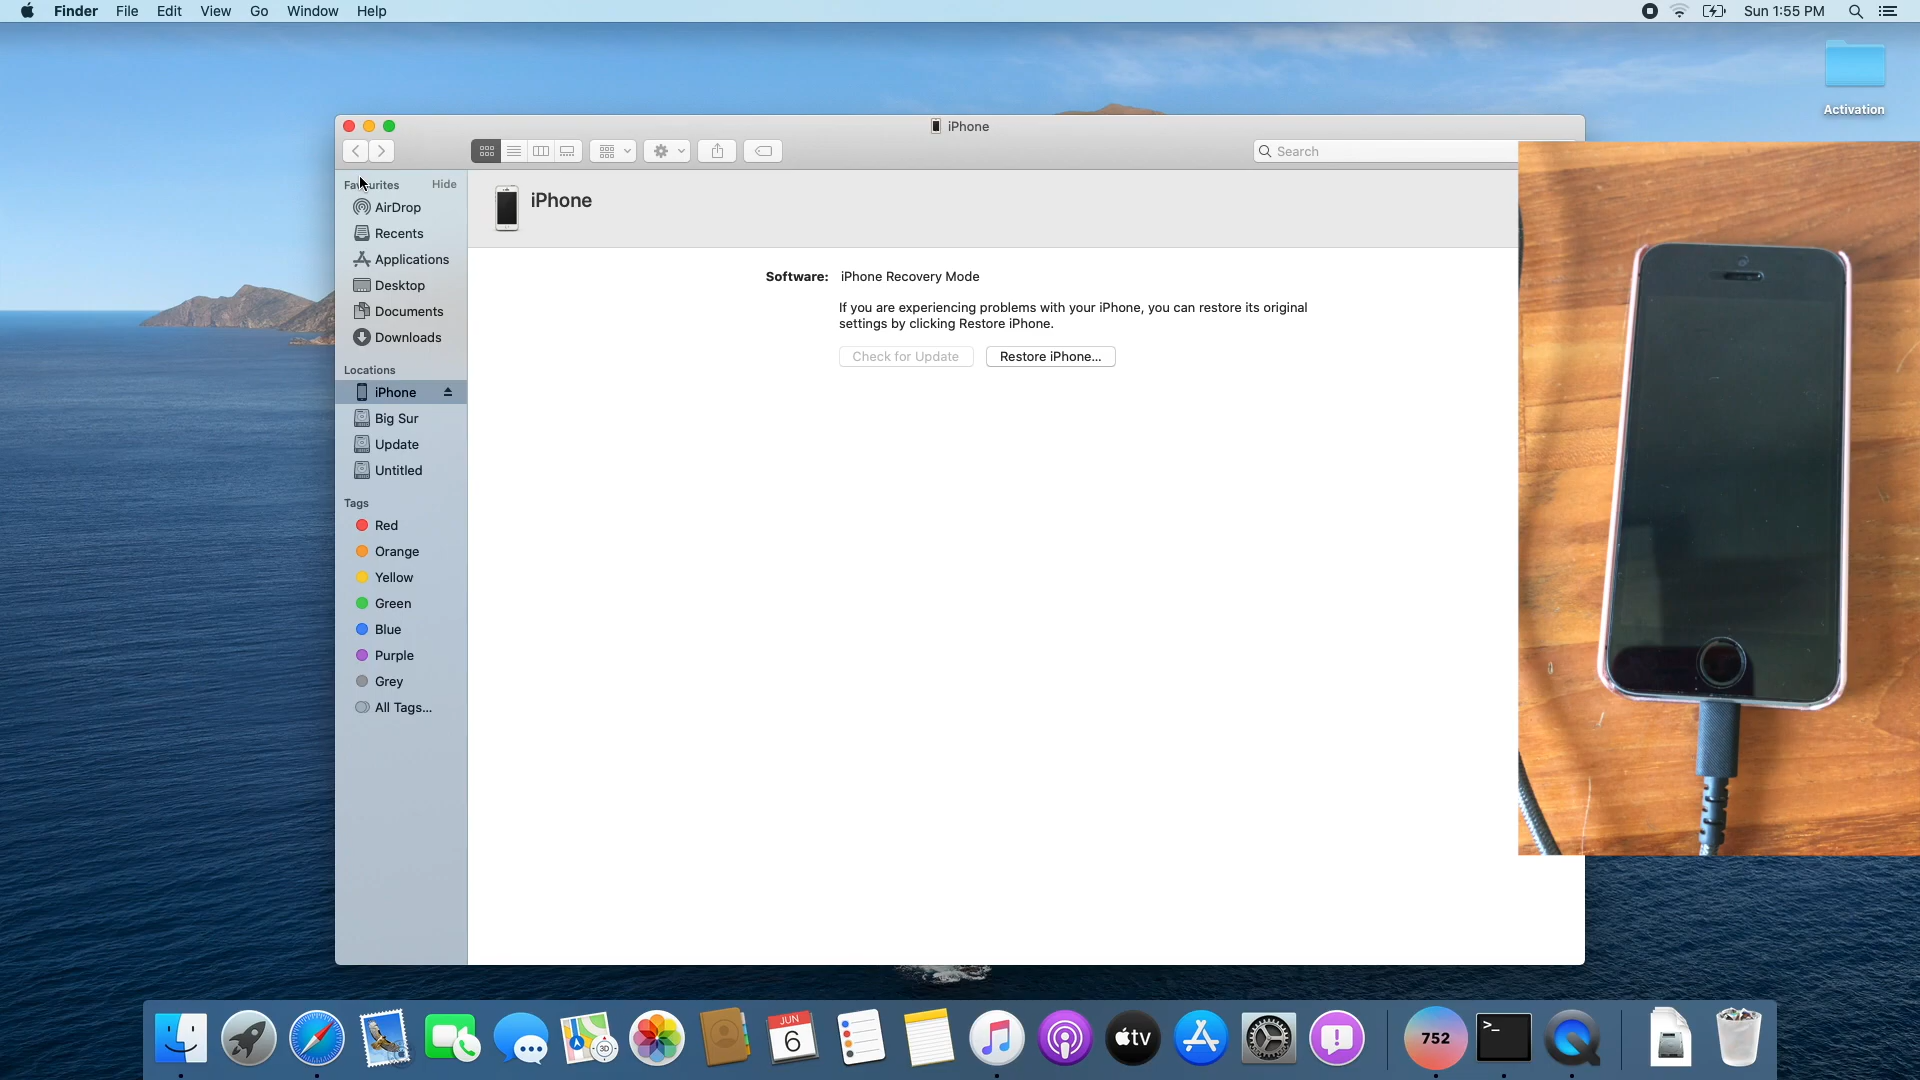 Finder File Edit View Go Window Help
Sun 1:55 PM
Activation
iPhone
Search
Favourites Hide
AirDrop
Recents
Applications
Desktop
Documents
Downloads
Locations
iPhone
Big Sur
Update
Untitled
Tags
Red
Orange
Yellow
Green
Blue
Purple
Grey
All Tags...
iPhone
Software: iPhone Recovery Mode
If you are experiencing problems with your iPhone, you can restore its original
settings by clicking Restore iPhone.
Check for Update Restore iPhone...
3D
JUN
6
tv
752
>_